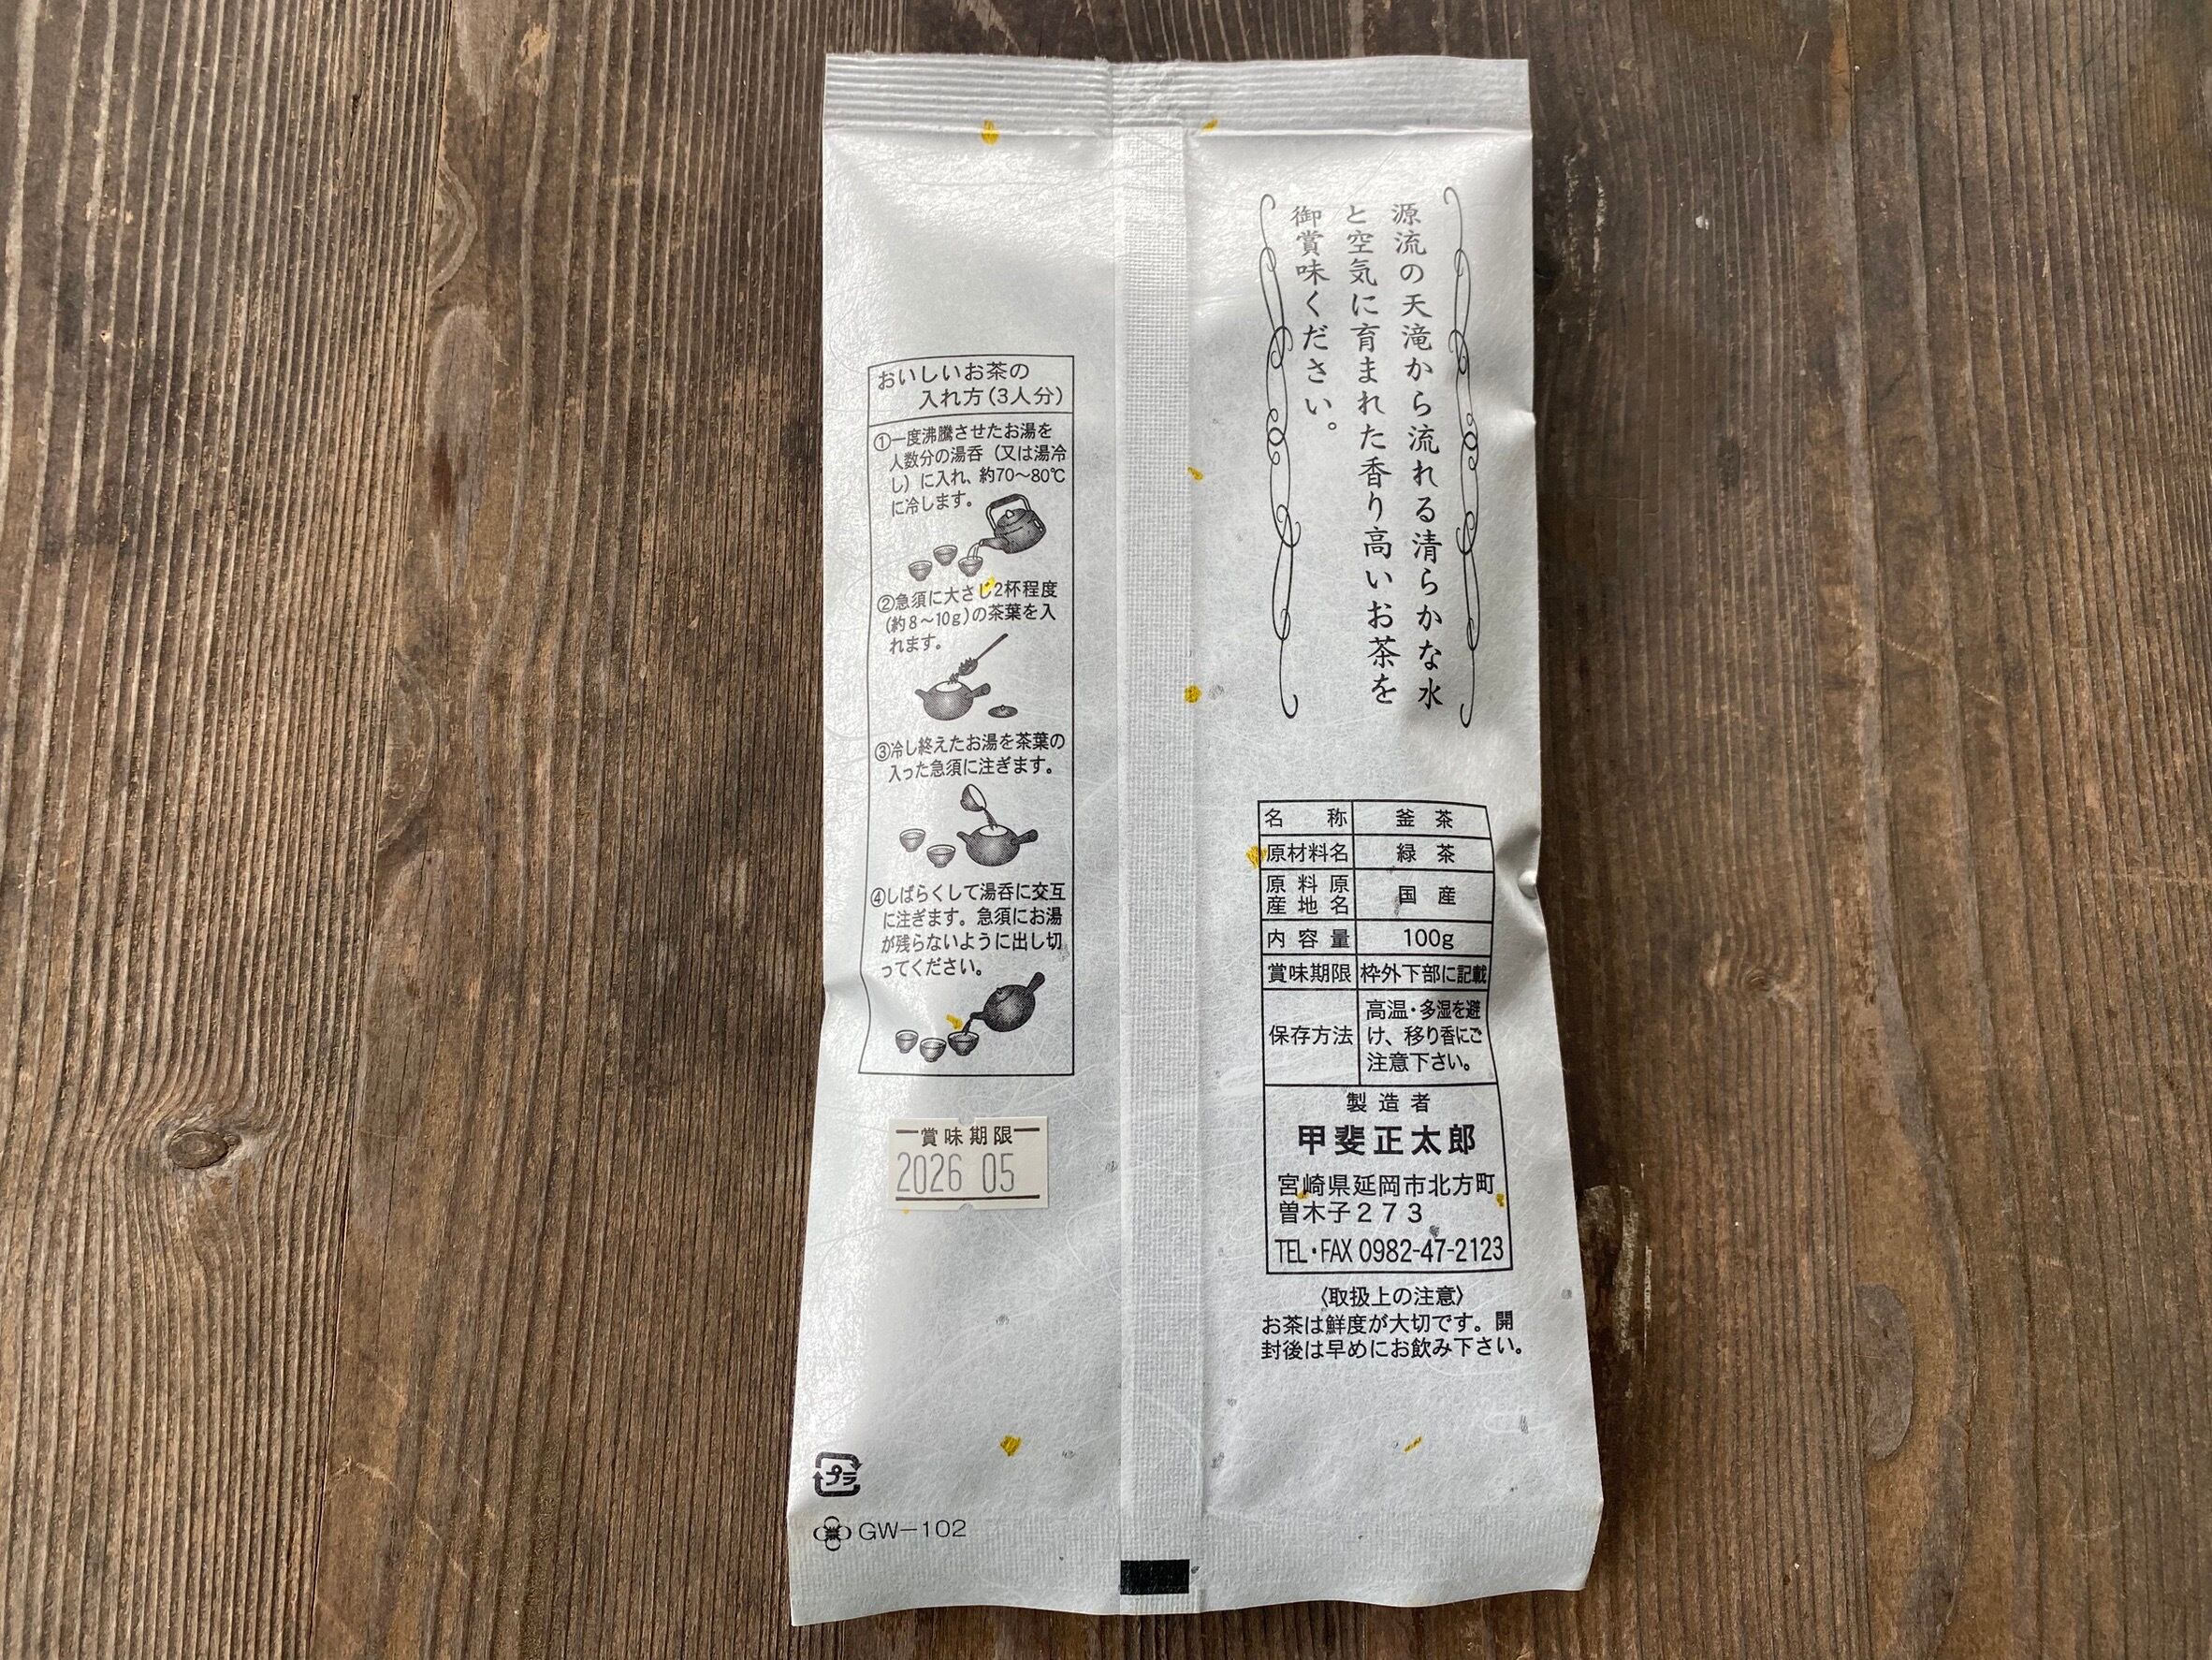 源流の天滝から流れる清らかな水
と空気に育まれた香り高いお茶を
御賞味ください。
おいしいお茶の
入れ方(3人分)
①一度沸騰させたお湯を
人数分の湯呑(又は湯冷
し)に入れ、約70～80℃
に冷します。
②急須に大さじ2杯程度
(約8～10g)の茶葉を入
れます。
③冷し終えたお湯を茶葉の
入った急須に注ぎます。
④しばらくして湯呑に交互
に注ぎます。急須にお湯
が残らないように出し切
ってください。
賞味期限
2026 05
プラ
GW-102
名称 釜茶
原材料名 緑茶
原料原
産地名 国産
内容量 100g
賞味期限 枠外下部に記載
保存方法 高温・多湿を避
け、移り香にご
注意下さい。
製造者
甲斐正太郎
宮崎県延岡市北方町
曽木子273
TEL・FAX 0982-47-2123
〈取扱上の注意〉
お茶は鮮度が大切です。開
封後は早めにお飲み下さい。